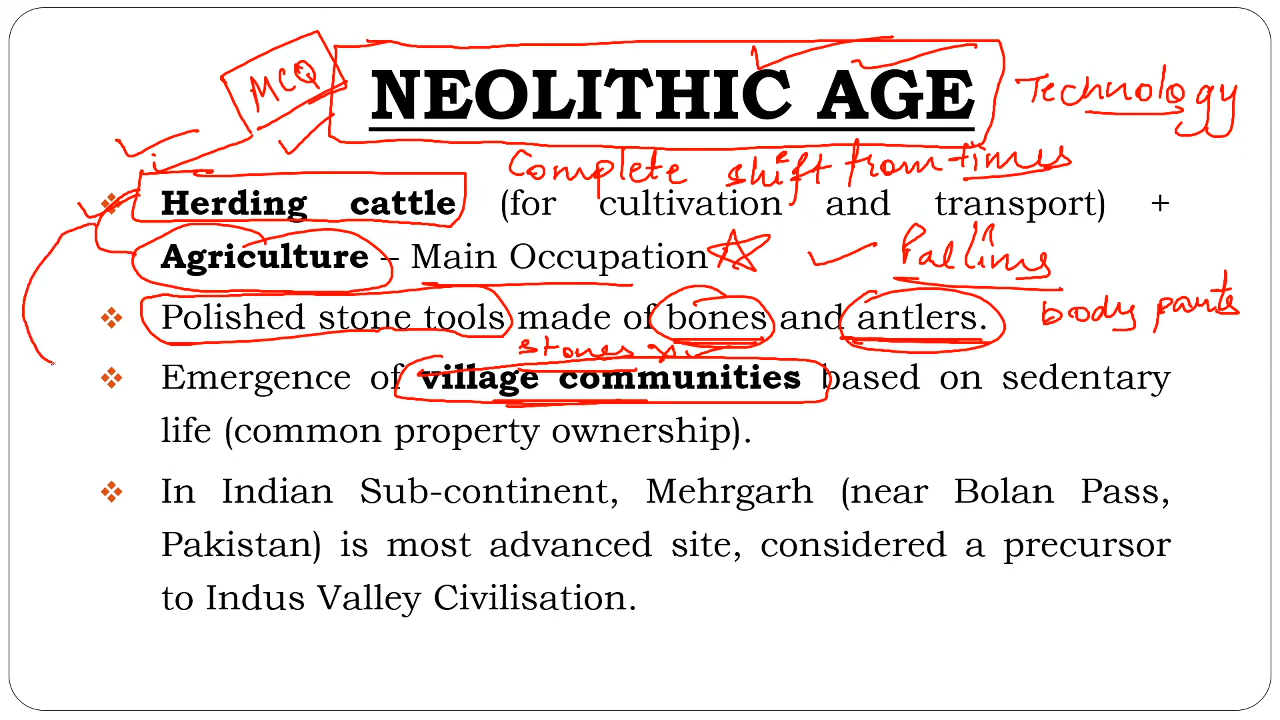 MCQ
NEOLITHIC AGE
Technology
Complete shift from times
❖ Herding cattle (for cultivation and transport) +
Agriculture – Main Occupation
❖ Polished stone tools made of bones and antlers.
body parts
stones
❖ Emergence of village communities based on sedentary
life (common property ownership).
❖ In Indian Sub-continent, Mehrgarh (near Bolan Pass,
Pakistan) is most advanced site, considered a precursor
to Indus Valley Civilisation.